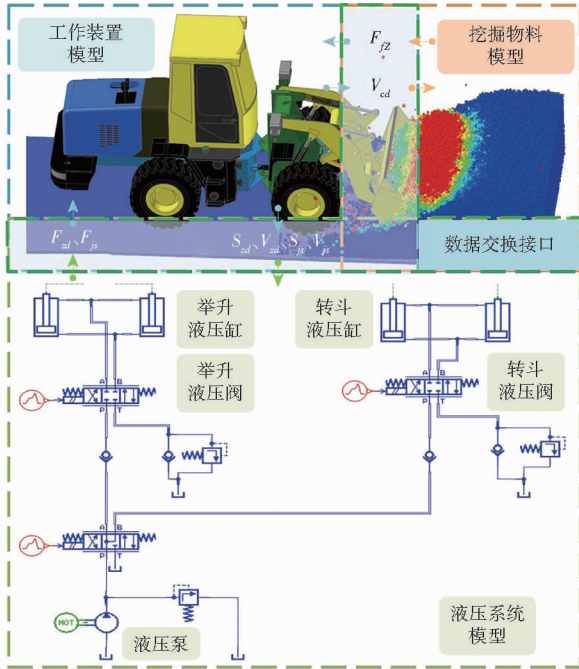 工作装置
模型
F_fZ
V_cd
挖掘物料
模型
F_zd、F_js
S_zd、V_zd、S_js、V_js
数据交换接口
举升
液压缸
转斗
液压缸
举升
液压阀
转斗
液压阀
A B
P T
A B
P T
A B
P T
MOT
液压泵
液压系统
模型